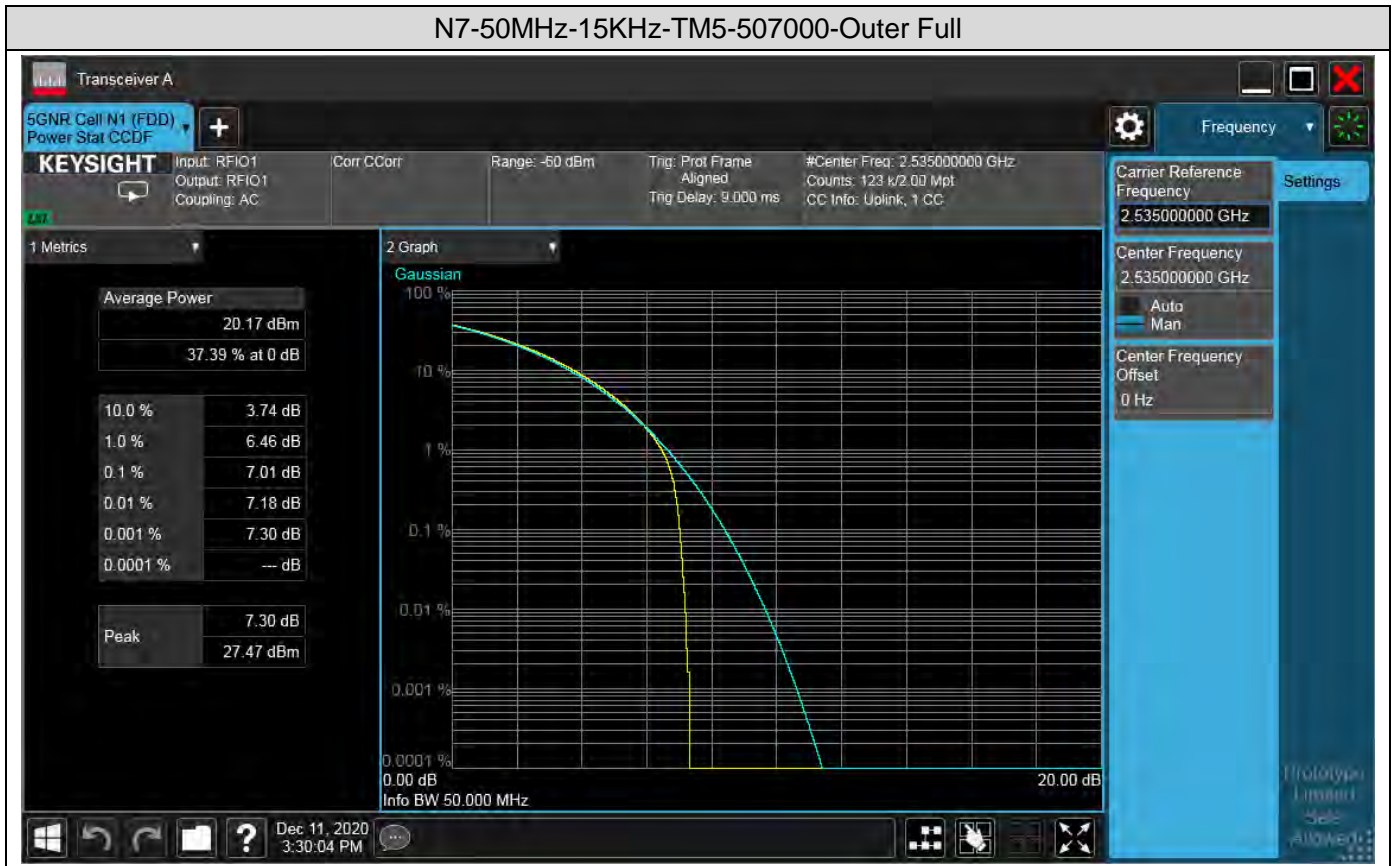 N7-50MHz-15KHz-TM5-507000-Outer Full
Transceiver A
5GNR Cell N1 (FDD)
Power Stat CCDF
+
Frequency
KEYSIGHT
Input: RFIO1
Output: RFIO1
Coupling: AC
Corr CCorr
Range: -60 dBm
Trig: Prot Frame
Aligned
Trig Delay: 9.000 ms
#Center Freq: 2.535000000 GHz
Counts: 123 k/2.00 Mpt
CC Info: Uplink, 1 CC
Carrier Reference
Frequency
2.535000000 GHz
Settings
Center Frequency
2.535000000 GHz
Auto
Man
Center Frequency
Offset
0 Hz
1 Metrics
Average Power
20.17 dBm
37.39 % at 0 dB
10.0 % 3.74 dB
1.0 % 6.46 dB
0.1 % 7.01 dB
0.01 % 7.18 dB
0.001 % 7.30 dB
0.0001 % --- dB
Peak
7.30 dB
27.47 dBm
2 Graph
Gaussian
100 %
10 %
1 %
0.1 %
0.01 %
0.001 %
0.0001 %
0.00 dB
20.00 dB
Info BW 50.000 MHz
Prototype
Limited
Allowed
?
Dec 11, 2020
3:30:04 PM